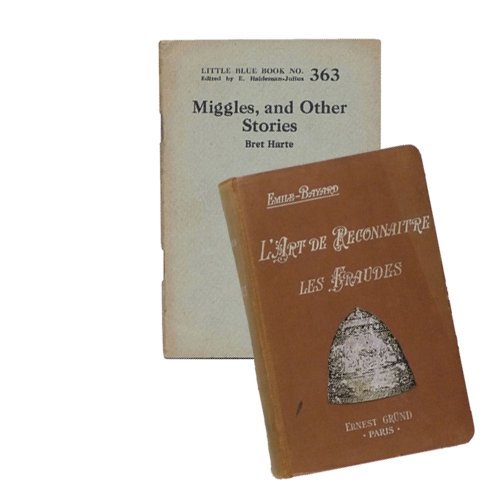 LITTLE BLUE BOOK NO. 363
Edited by E. Haldeman-Julius
Miggles, and Other
Stories
Bret Harte
EMILE-BAYARD
L'ART DE RECONNAITRE
LES FRAUDES
ERNEST GRÜND
· PARIS ·